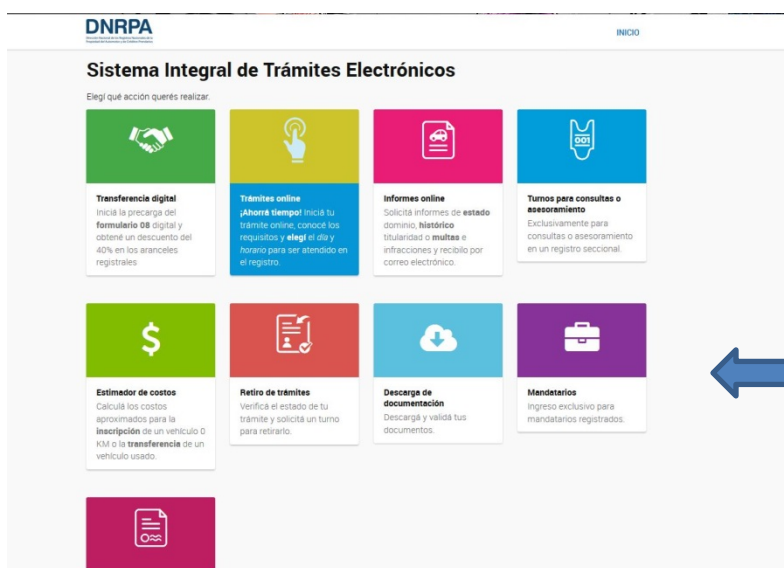 DNRPA
INICIO
Sistema Integral de Trámites Electrónicos
Elegí qué acción querés realizar.
Transferencia digital
Iniciá la precarga del
formulario 08 digital y
obtené un descuento del
40% en los aranceles
registrales
Trámites online
¡Ahorrá tiempo! Iniciá tu
trámite online, conocé los
requisitos y elegí el día y
horario para ser atendido en
el registro.
Informes online
Solicitá informes de estado
dominio, histórico
titularidad o multas e
infracciones y recibilo por
correo electrónico.
001
Turnos para consultas o
asesoramiento
Exclusivamente para
consultas o asesoramiento
en un registro seccional.
$
Estimador de costos
Calculá los costos
aproximados para la
inscripción de un vehículo 0
KM o la transferencia de un
vehículo usado.
Retiro de trámites
Verificá el estado de tu
trámite y solicitá un turno
para retirarlo.
Descarga de
documentación
Descargá y validá tus
documentos.
Mandatarios
Ingreso exclusivo para
mandatarios registrados.